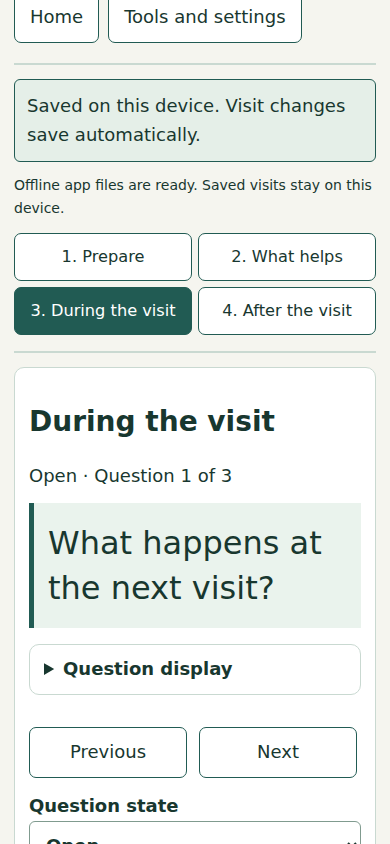 Home
Tools and settings
Saved on this device. Visit changes
save automatically.
Offline app files are ready. Saved visits stay on this
device.
1. Prepare
2. What helps
3. During the visit
4. After the visit
During the visit
Open · Question 1 of 3
What happens at
the next visit?
Question display
Previous
Next
Question state
Open